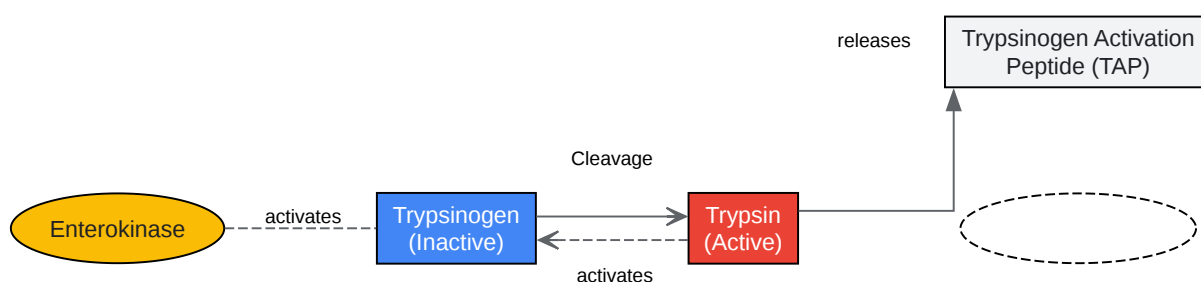 releases
Trypsinogen Activation
Peptide (TAP)
Cleavage
Enterokinase
activates
Trypsinogen
(Inactive)
Trypsin
(Active)
activates